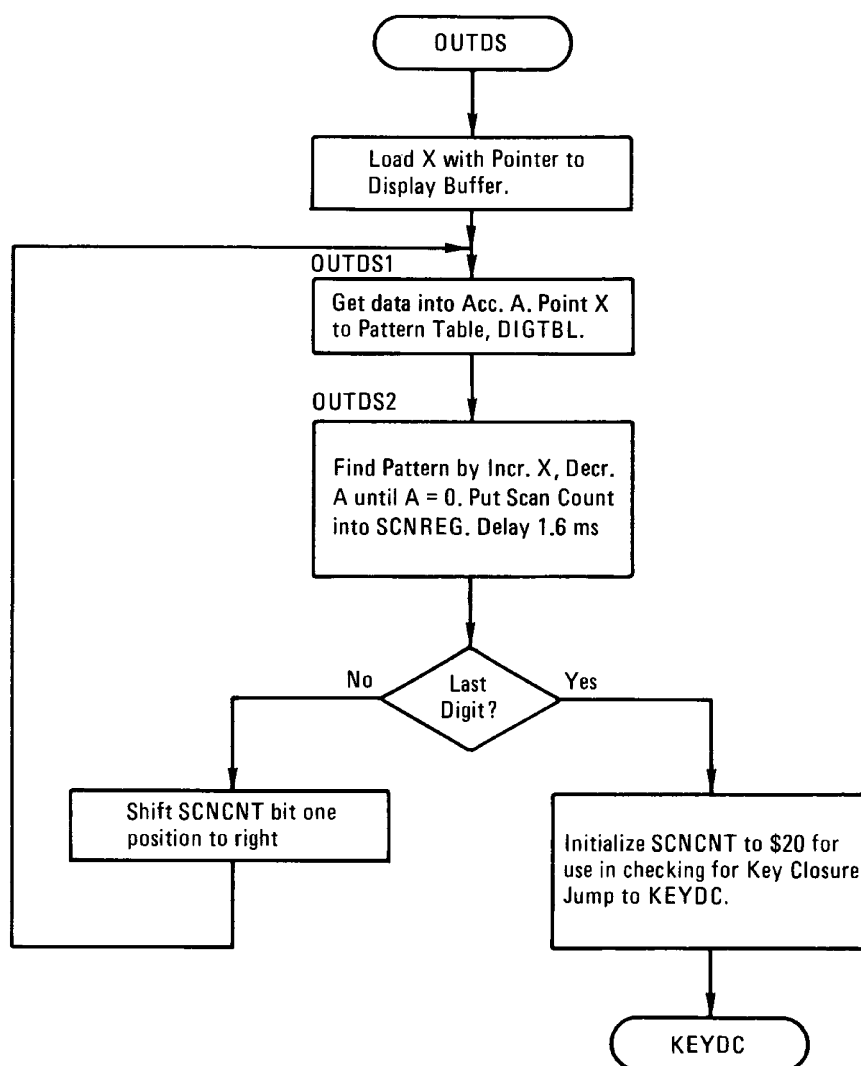 OUTDS
Load X with Pointer to
Display Buffer.
OUTDS1
Get data into Acc. A. Point X
to Pattern Table, DIGTBL.
OUTDS2
Find Pattern by Incr. X, Decr.
A until A = 0. Put Scan Count
into SCNREG. Delay 1.6 ms
No
Last
Digit?
Yes
Shift SCNCNT bit one
position to right
Initialize SCNCNT to $20 for
use in checking for Key Closure
Jump to KEYDC.
KEYDC